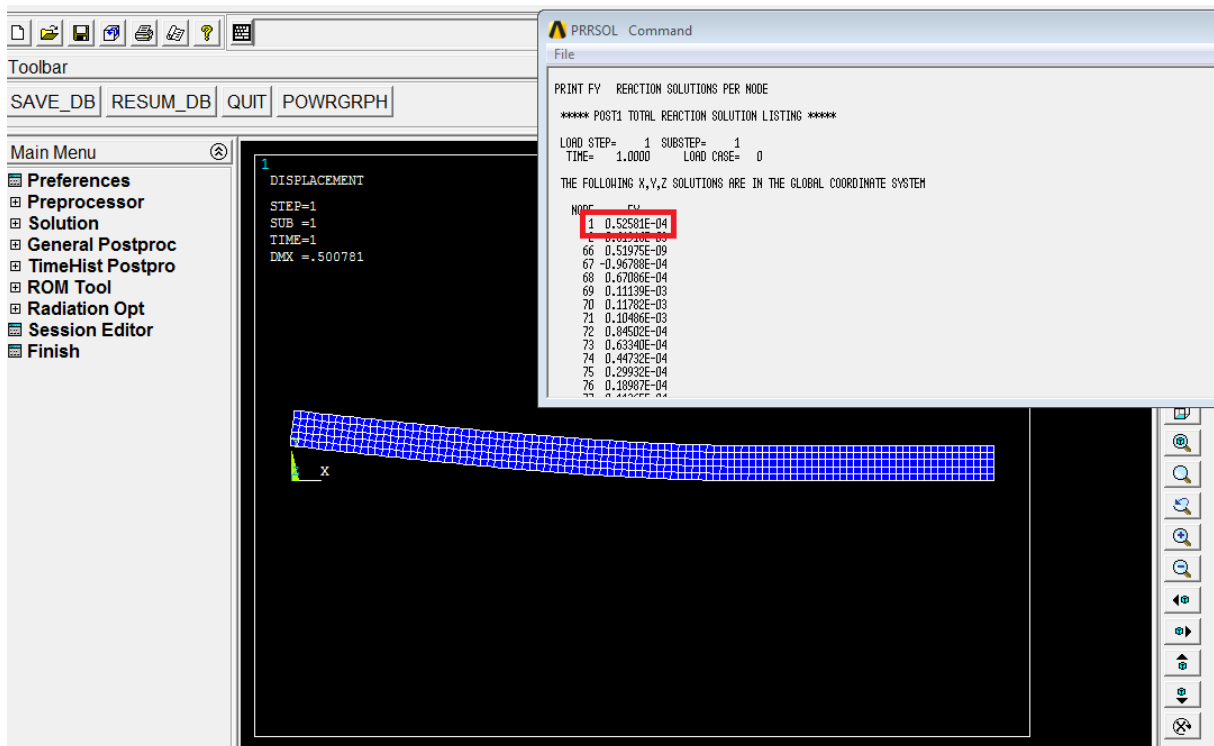 PRRSOL Command
File
Toolbar
SAVE_DB RESUM_DB QUIT POWRGRPH
Main Menu
Preferences
Preprocessor
Solution
General Postproc
TimeHist Postpro
ROM Tool
Radiation Opt
Session Editor
Finish
PRINT FY REACTION SOLUTIONS PER NODE
***** POST1 TOTAL REACTION SOLUTION LISTING *****
LOAD STEP= 1 SUBSTEP= 1
TIME= 1.0000 LOAD CASE= 0
THE FOLLOWING X,Y,Z SOLUTIONS ARE IN THE GLOBAL COORDINATE SYSTEM
NODE FY
1 0.52581E-04
66 0.51975E-09
67 -0.96788E-04
68 0.67086E-04
69 0.11139E-03
70 0.11782E-03
71 0.10486E-03
72 0.84502E-04
73 0.63340E-04
74 0.44732E-04
75 0.29932E-04
76 0.18987E-04
1
DISPLACEMENT
STEP=1
SUB =1
TIME=1
DMX =.500781
X